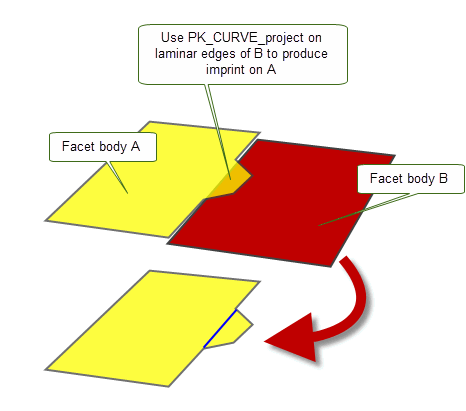 Use PK_CURVE_project on
laminar edges of B to produce
imprint on A
Facet body A
Facet body B